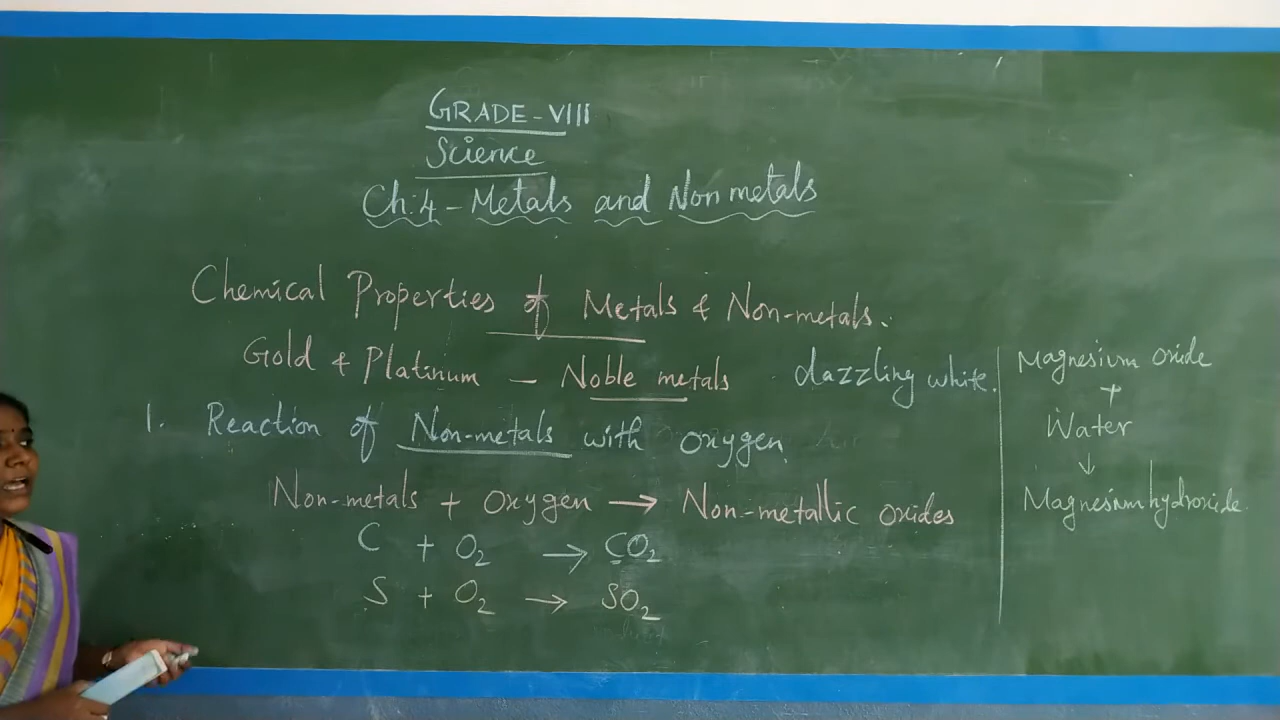 GRADE-VIII
Science
Ch:4 - Metals and Non metals
Chemical Properties of Metals & Non-metals.
Gold & Platinum — Noble metals
dazzling white.
1. Reaction of Non-metals with oxygen
Non-metals + Oxygen → Non-metallic oxides
C + O₂ → CO₂
S + O₂ → SO₂
Magnesium oxide
+
Water
↓
Magnesium hydroxide.